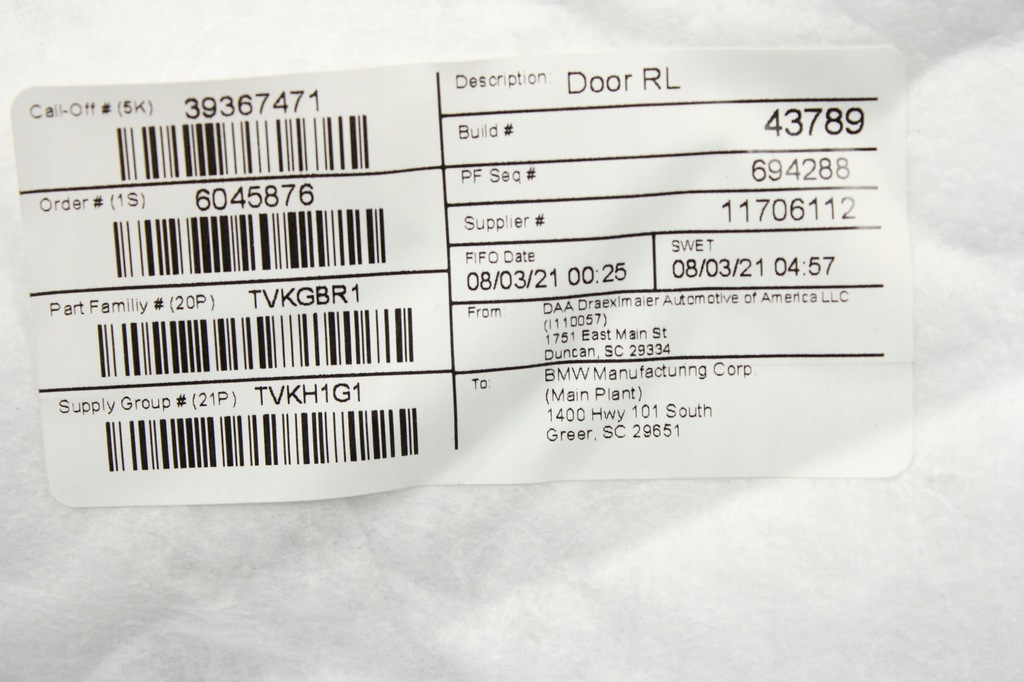 Call-Off # (5K) 39367471
Order # (1S) 6045876
Part Familiy # (20P) TVKGBR1
Supply Group # (21P) TVKH1G1
Description: Door RL
Build # 43789
PF Seq # 694288
Supplier # 11706112
FIFO Date
08/03/21 00:25
SWET
08/03/21 04:57
From: DAA Draexlmaier Automotive of America LLC
(I110057)
1751 East Main St
Duncan, SC 29334
To: BMW Manufacturing Corp.
(Main Plant)
1400 Hwy 101 South
Greer, SC 29651